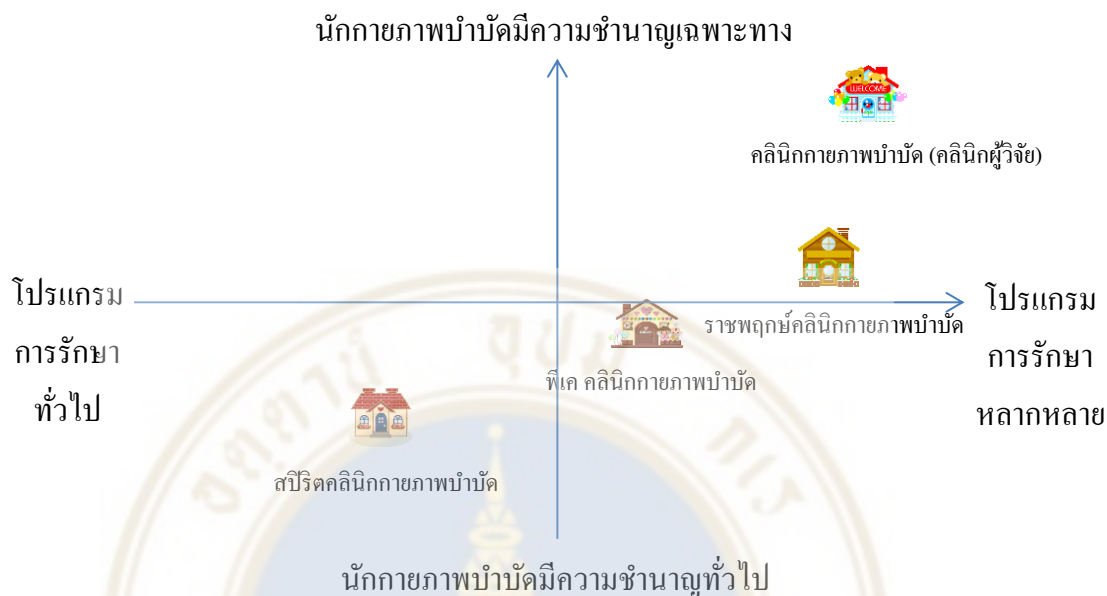 นักกายภาพบำบัดมีความชำนาญเฉพาะทาง
WELCOME
คลินิกกายภาพบำบัด (คลินิกผู้วิจัย)
โปรแกรม
การรักษา
ทั่วไป
โปรแกรม
การรักษา
หลากหลาย
ราชพฤกษ์คลินิกกายภาพบำบัด
พีเค คลินิกกายภาพบำบัด
สปิริตคลินิกกายภาพบำบัด
นักกายภาพบำบัดมีความชำนาญทั่วไป